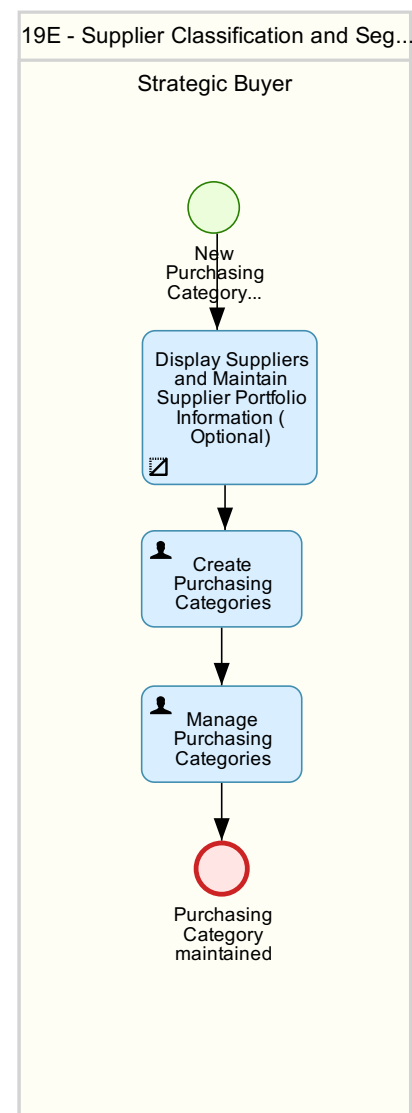 19E - Supplier Classification and Seg...
Strategic Buyer
New
Purchasing
Category...
Display Suppliers
and Maintain
Supplier Portfolio
Information (
Optional)
Create
Purchasing
Categories
Manage
Purchasing
Categories
Purchasing
Category
maintained